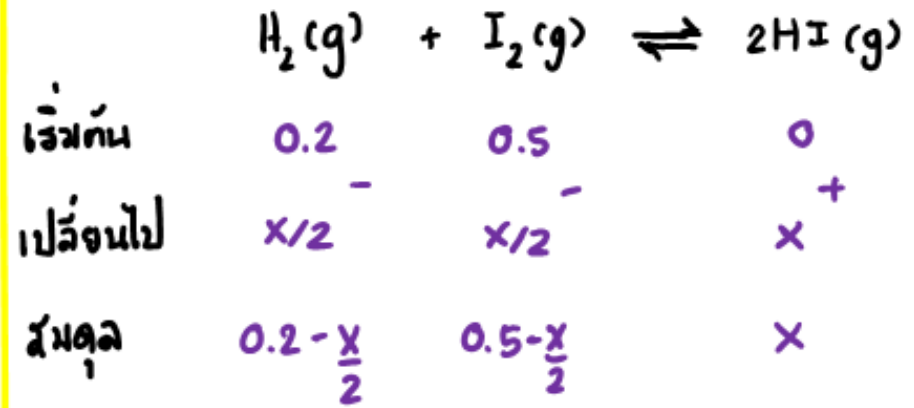 H₂(g) + I₂(g) ⇌ 2HI(g)
เริ่มต้น 0.2 0.5 0
- - +
เปลี่ยนไป x/2 x/2 x
สมดุล 0.2-x/2 0.5-x/2 x